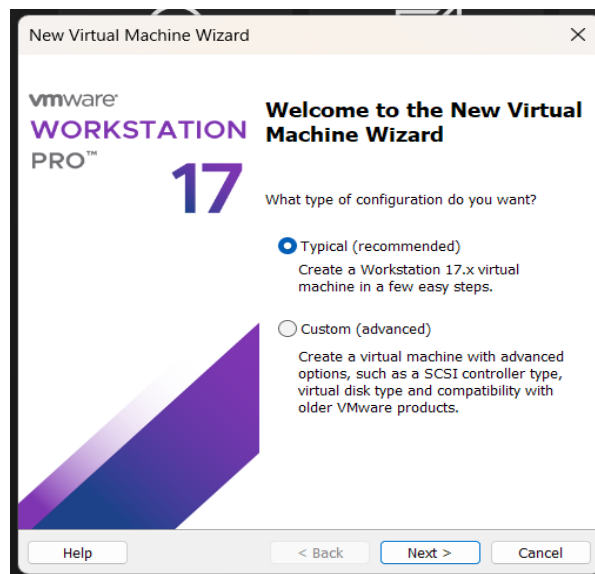 New Virtual Machine Wizard
vmware
WORKSTATION
PRO™
17
Welcome to the New Virtual
Machine Wizard
What type of configuration do you want?
Typical (recommended)
Create a Workstation 17.x virtual
machine in a few easy steps.
Custom (advanced)
Create a virtual machine with advanced
options, such as a SCSI controller type,
virtual disk type and compatibility with
older VMware products.
Help
< Back
Next >
Cancel